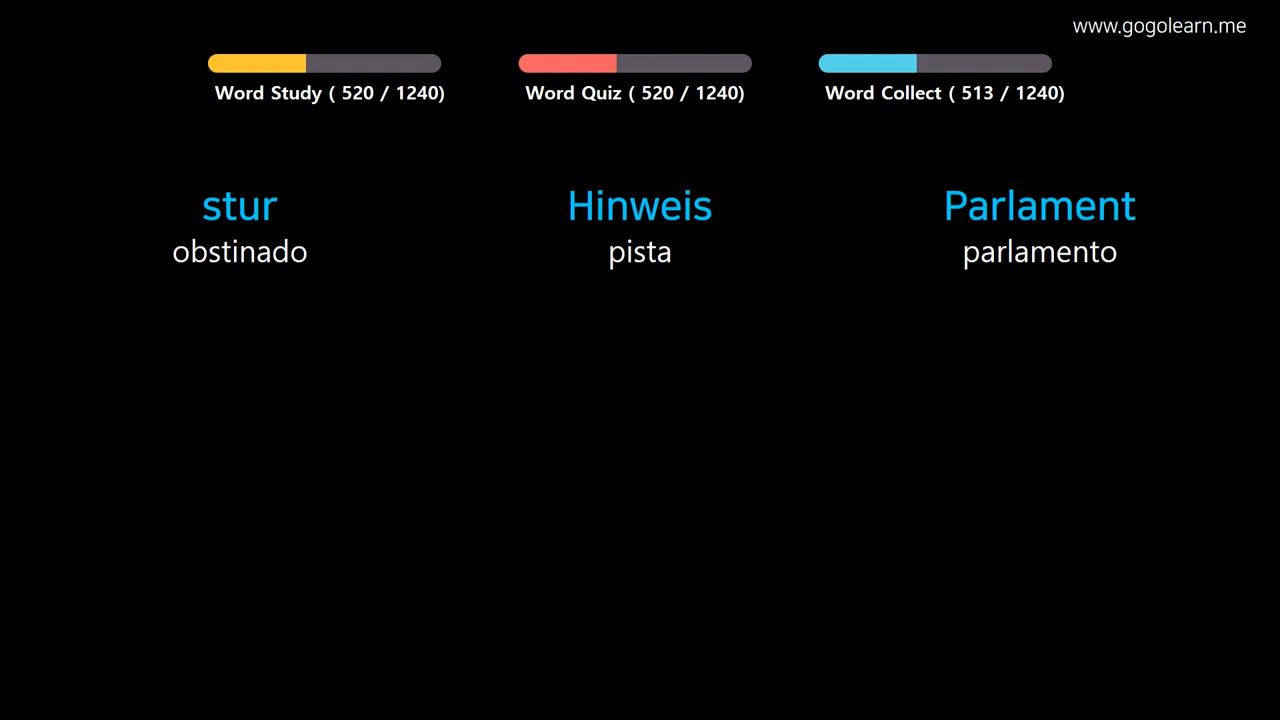 www.gogolearn.me
Word Study ( 520 / 1240)
Word Quiz ( 520 / 1240)
Word Collect ( 513 / 1240)
stur
obstinado
Hinweis
pista
Parlament
parlamento